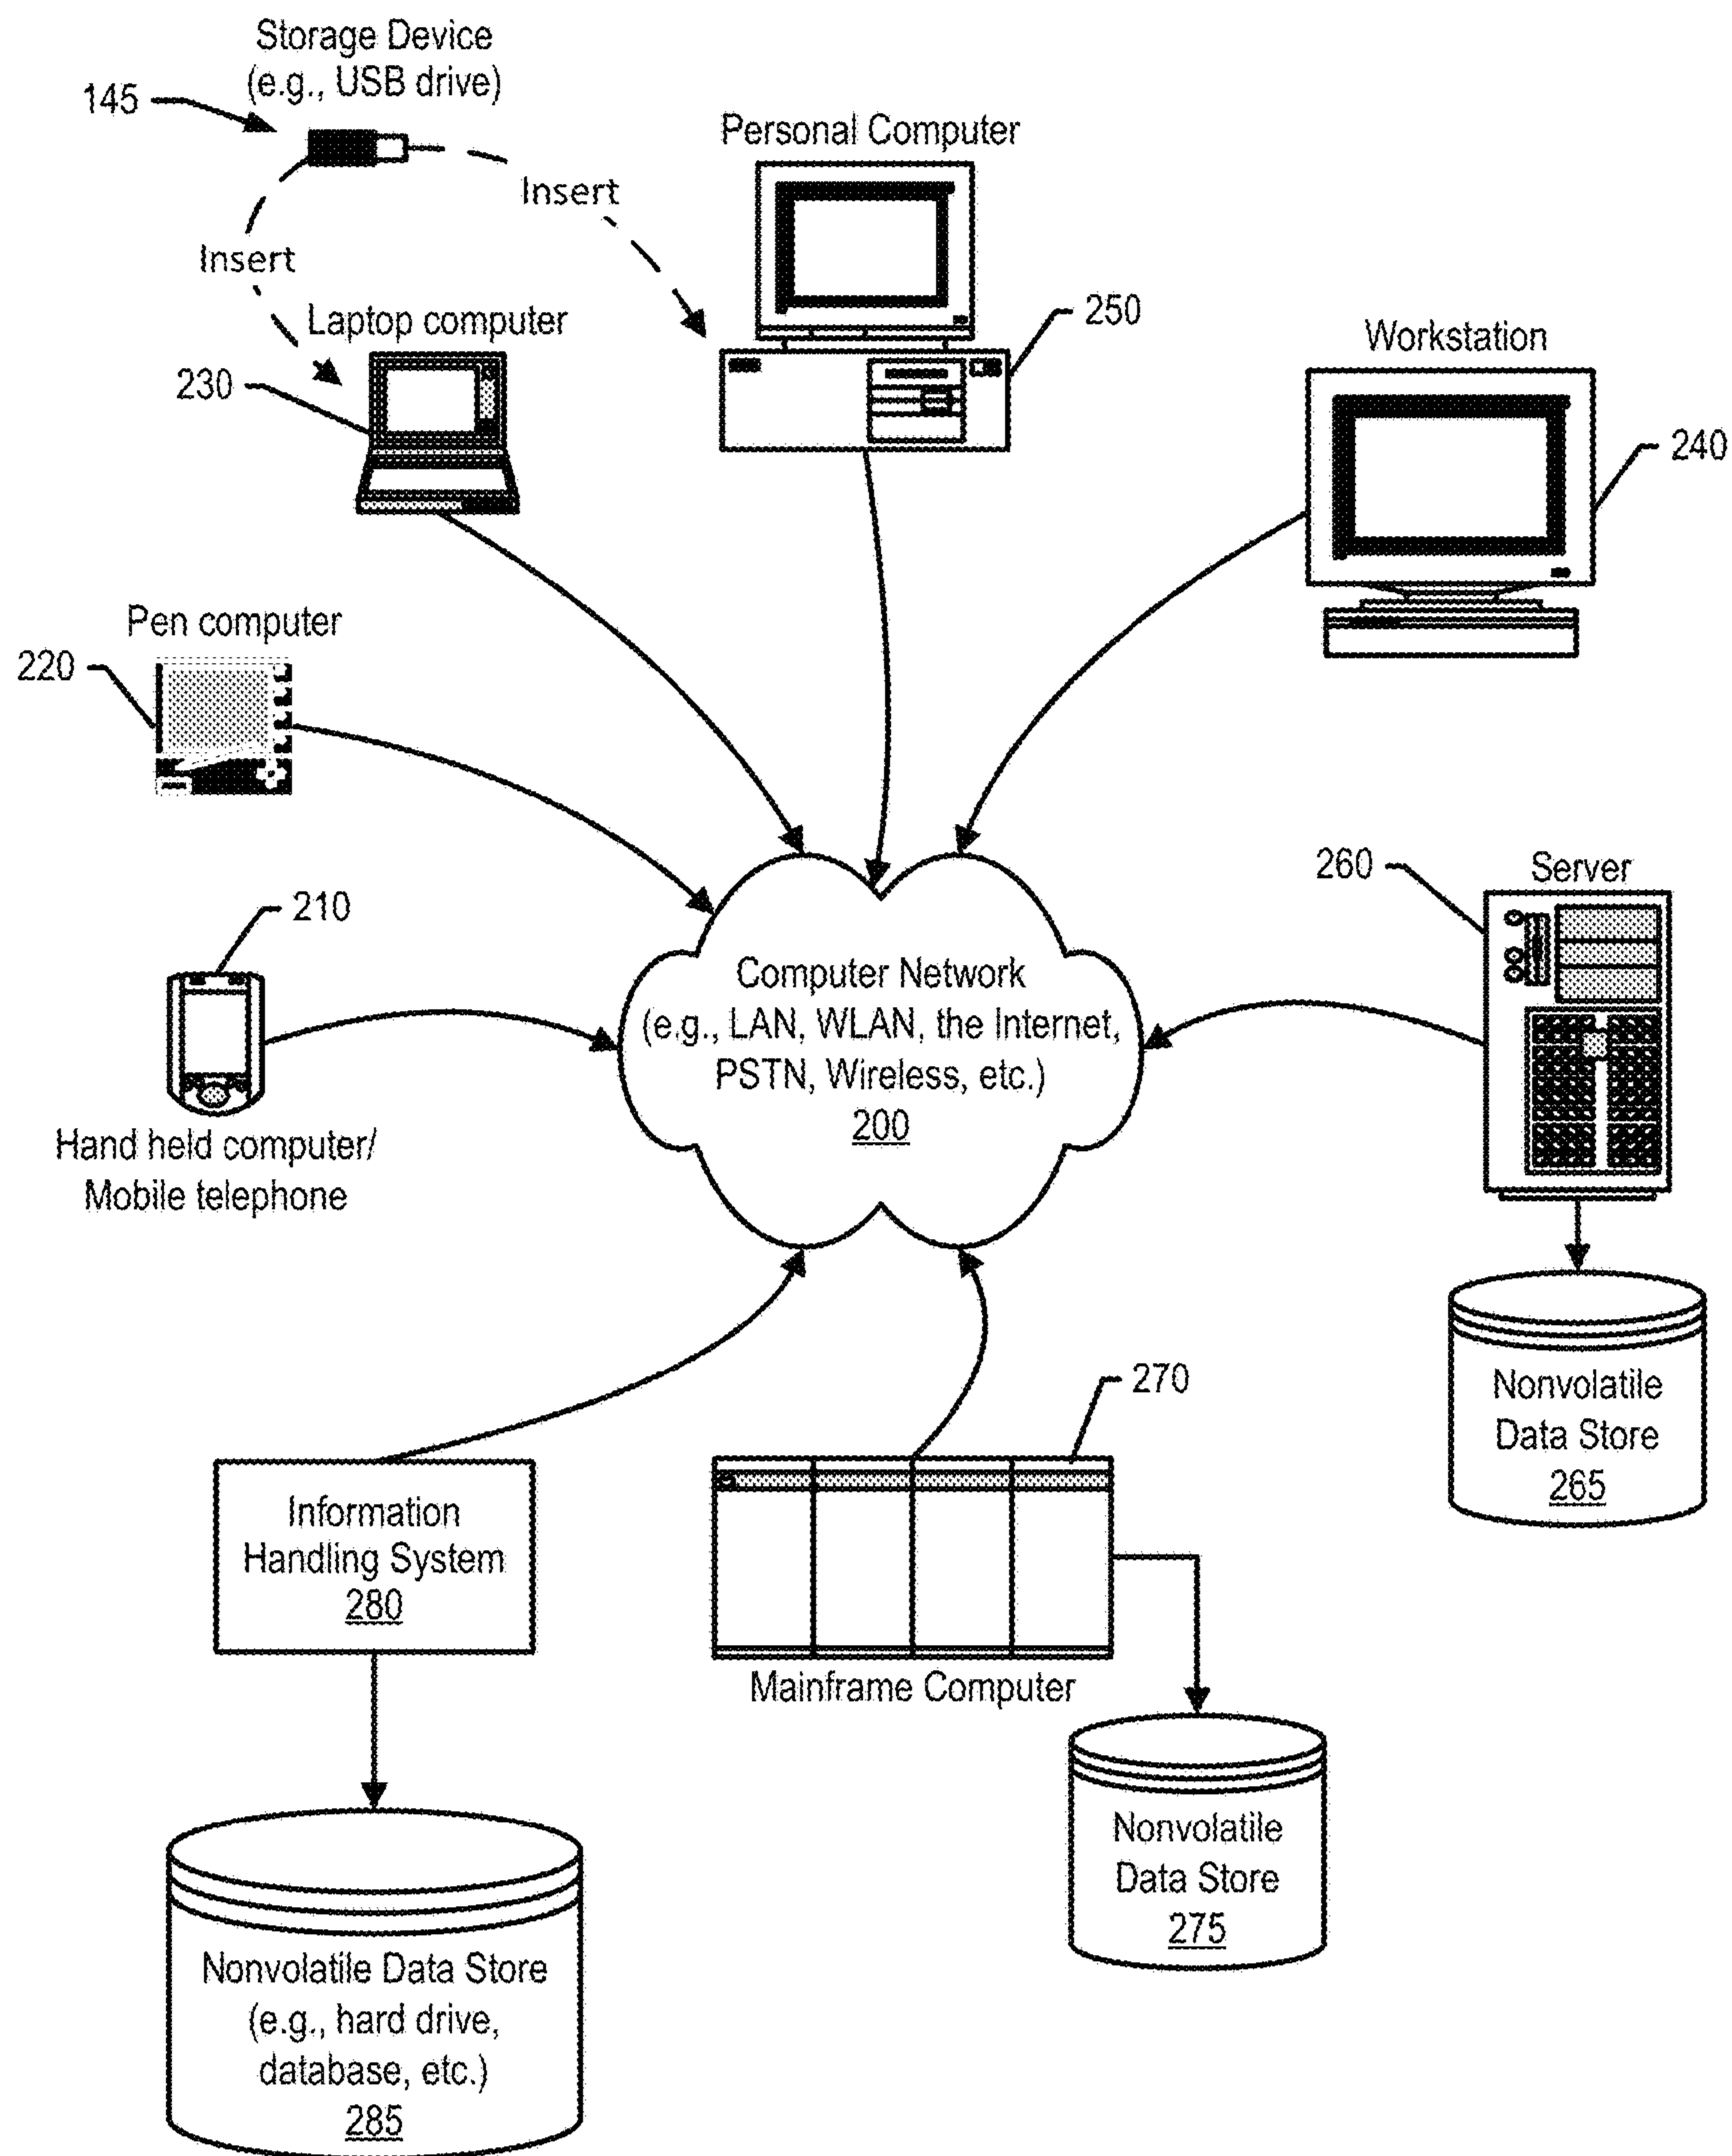 Storage Device
(e.g., USB drive)
145
Insert
Insert
Personal Computer
250
Laptop computer
230
Workstation
240
Pen computer
220
210
Hand held computer/
Mobile telephone
Computer Network
(e.g., LAN, WLAN, the Internet,
PSTN, Wireless, etc.)
200
260
Server
Nonvolatile
Data Store
265
270
Mainframe Computer
Information
Handling System
280
Nonvolatile
Data Store
275
Nonvolatile Data Store
(e.g., hard drive,
database, etc.)
285